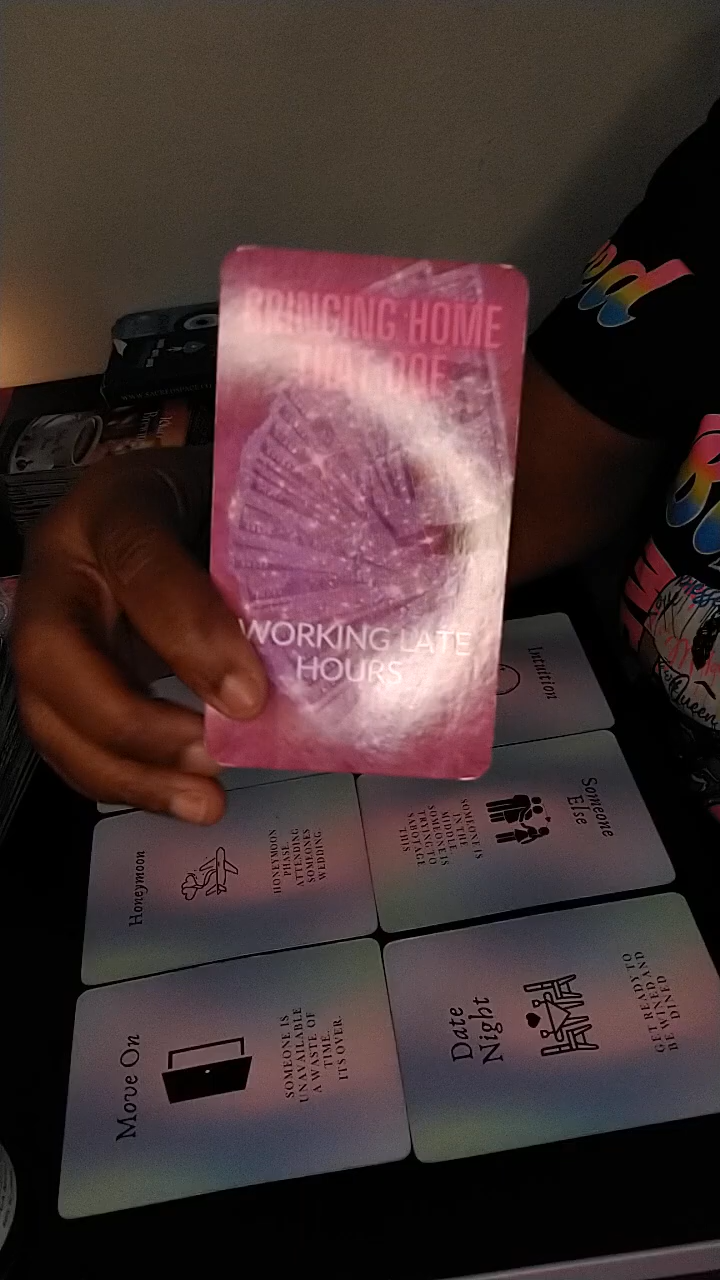 BRINGING HOME
THAT DOE
WORKING LATE
HOURS
Intuition
Honeymoon
HONEYMOON
PHASE.
ATTENDING
SOMEONES
WEDDING.
Someone
Else
SOMEONE
IS IN THE
MIDDLE
SOMEONE IS
TRYING TO
SABOTAGE
THIS
Move On
SOMEONE IS
UNAVAILABLE
A WASTE OF
TIME.
ITS OVER.
Date
Night
GET READY TO
BE WINED AND
DINED